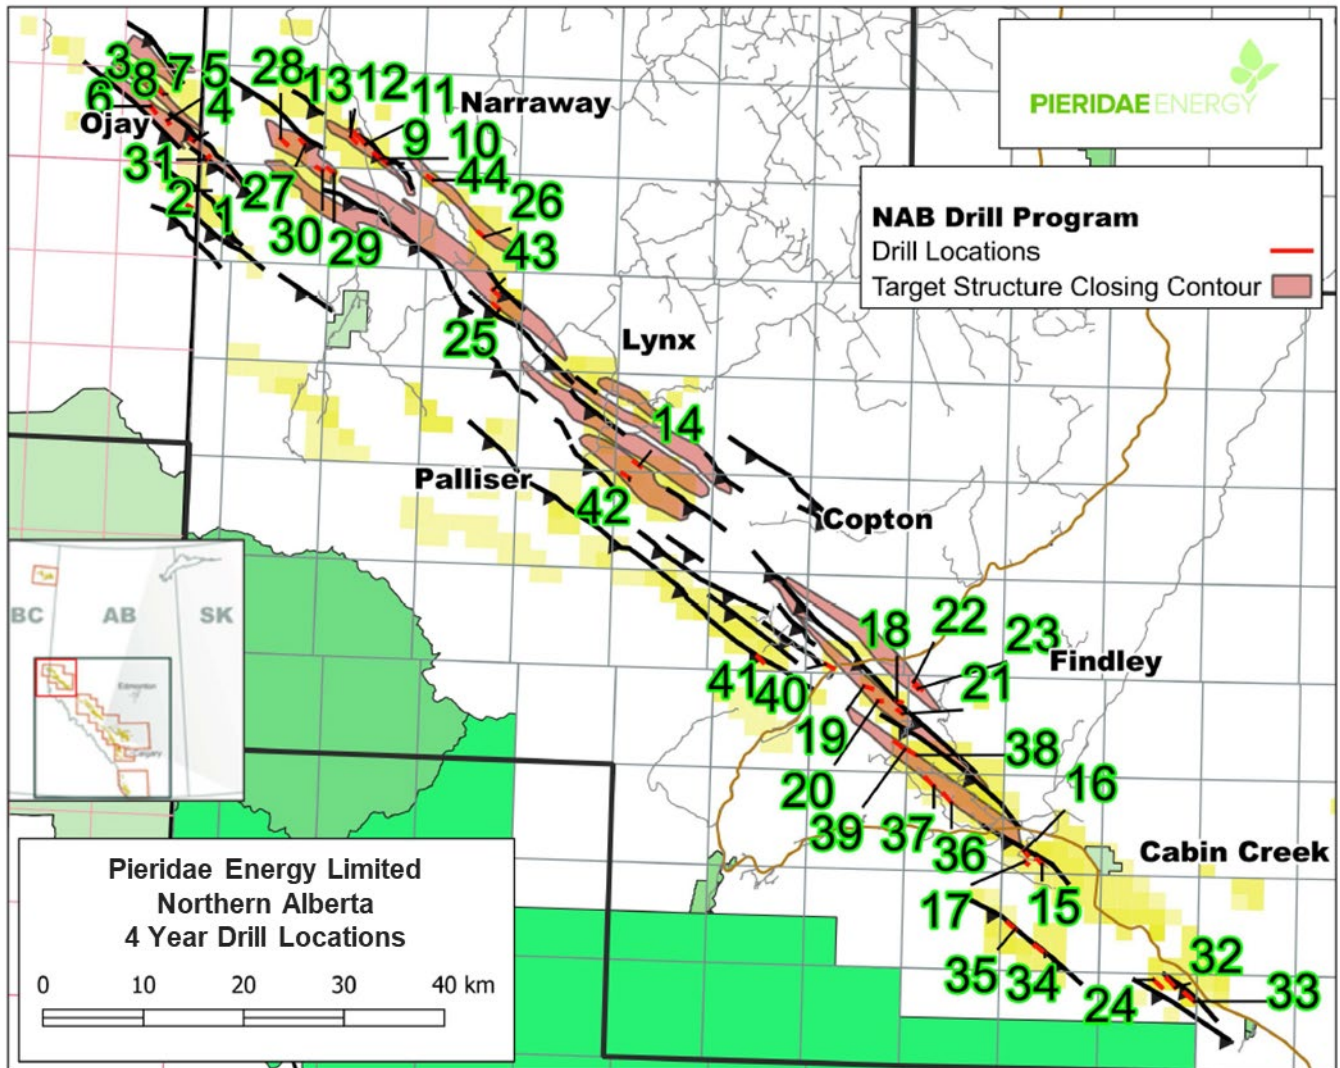 3
8
7
5
28
13
12
11
Narraway
6
4
9
10
Ojay
31
44
2
1
27
26
30
29
43
25
Lynx
14
Palliser
42
Copton
18
22
23
Findley
41
40
21
19
38
20
16
39
37
36
Cabin Creek
17
15
35
34
24
32
33
PIERIDAE ENERGY
NAB Drill Program
Drill Locations
Target Structure Closing Contour
BC
AB
SK
Edmonton
Calgary
Pieridae Energy Limited
Northern Alberta
4 Year Drill Locations
0 10 20 30 40 km